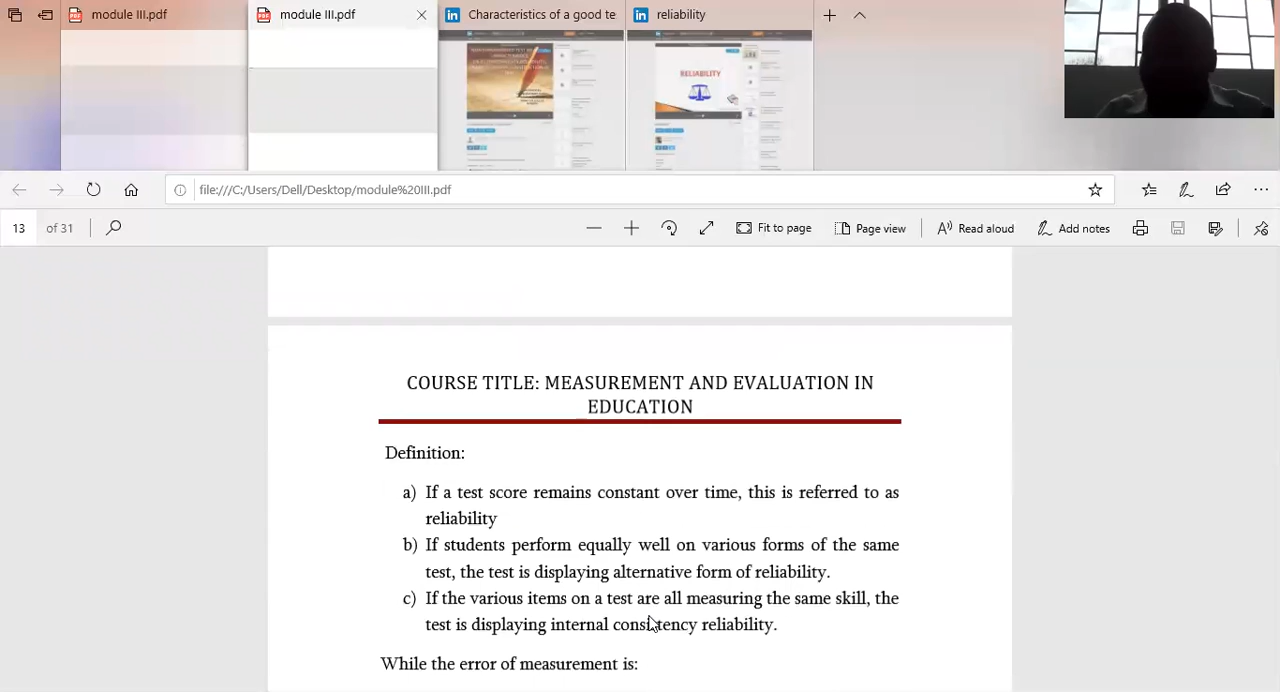 module III.pdf
module III.pdf
Characteristics of a good te
reliability
RELIABILITY
file:///C:/Users/Dell/Desktop/module%20III.pdf
13 of 31 Fit to page Page view Read aloud Add notes
COURSE TITLE: MEASUREMENT AND EVALUATION IN
EDUCATION
Definition:
a) If a test score remains constant over time, this is referred to as
reliability
b) If students perform equally well on various forms of the same
test, the test is displaying alternative form of reliability.
c) If the various items on a test are all measuring the same skill, the
test is displaying internal consistency reliability.
While the error of measurement is: